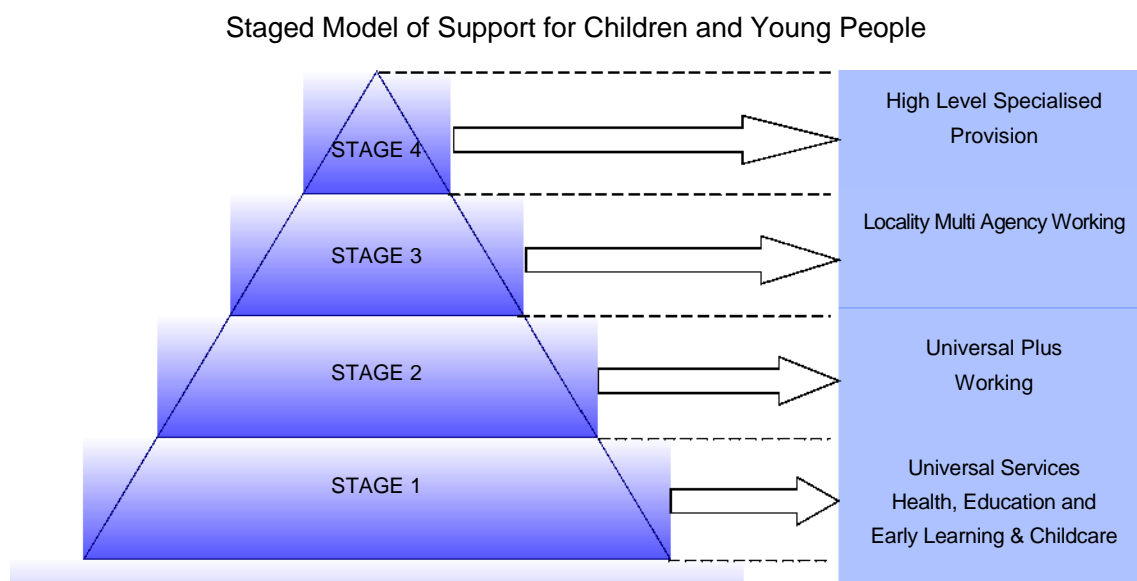 Staged Model of Support for Children and Young People
STAGE 4
High Level Specialised
Provision
STAGE 3
Locality Multi Agency Working
STAGE 2
Universal Plus
Working
STAGE 1
Universal Services
Health, Education and
Early Learning & Childcare